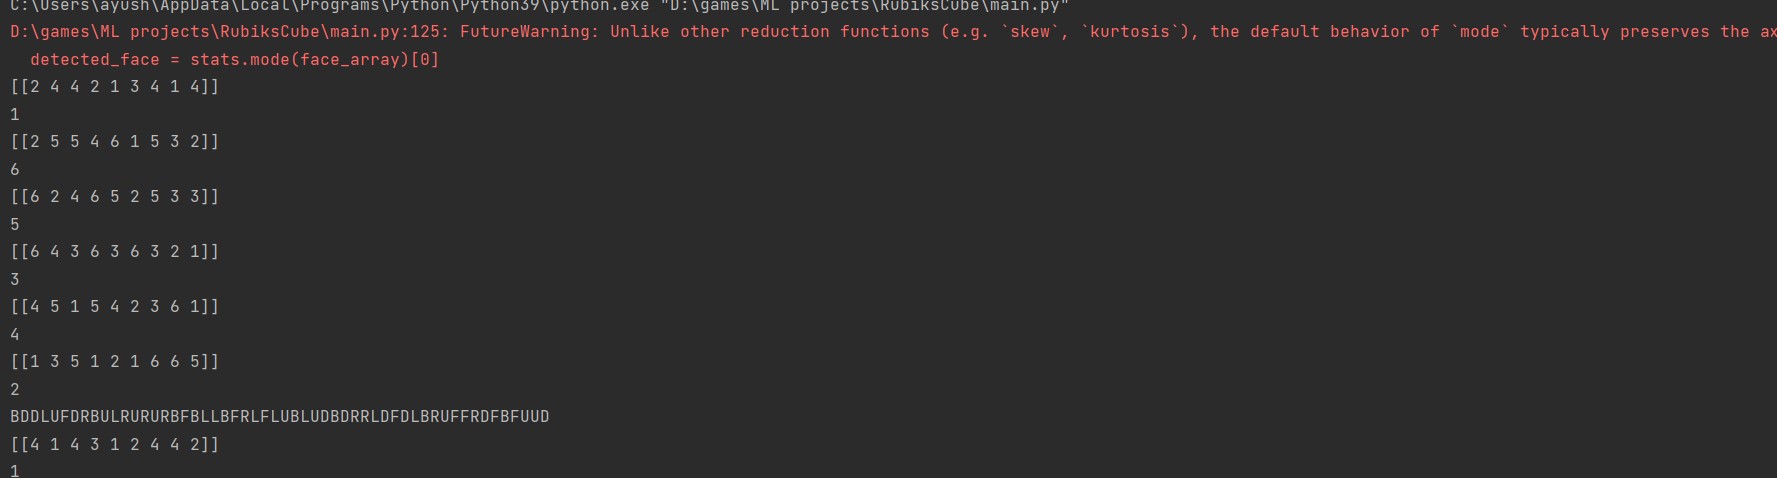 C:\Users\ayush\AppData\Local\Programs\Python\Python39\python.exe "D:\games\ML projects\RubiksCube\main.py"
D:\games\ML projects\RubiksCube\main.py:125: FutureWarning: Unlike other reduction functions (e.g. `skew`, `kurtosis`), the default behavior of `mode` typically preserves the ax
  detected_face = stats.mode(face_array)[0]
[[2 4 4 2 1 3 4 1 4]]
1
[[2 5 5 4 6 1 5 3 2]]
6
[[6 2 4 6 5 2 5 3 3]]
5
[[6 4 3 6 3 6 3 2 1]]
3
[[4 5 1 5 4 2 3 6 1]]
4
[[1 3 5 1 2 1 6 6 5]]
2
BDDLUFDRBULRURURBFBLLBFRLFLUBLUDBDRRLDFDLBRUFFRDFBFUUD
[[4 1 4 3 1 2 4 4 2]]
1